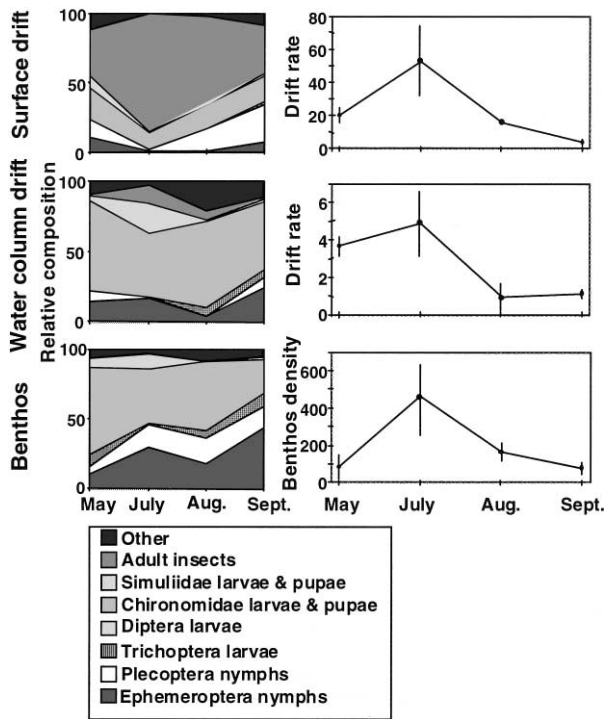 Surface drift
100
50
0
Drift rate
80
60
40
20
0
Water column drift
Relative composition
100
50
0
Drift rate
6
4
2
0
Benthos
100
50
0
May July Aug. Sept.
Benthos density
600
400
200
0
May July Aug. Sept.
Other
Adult insects
Simuliidae larvae & pupae
Chironomidae larvae & pupae
Diptera larvae
Trichoptera larvae
Plecoptera nymphs
Ephemeroptera nymphs